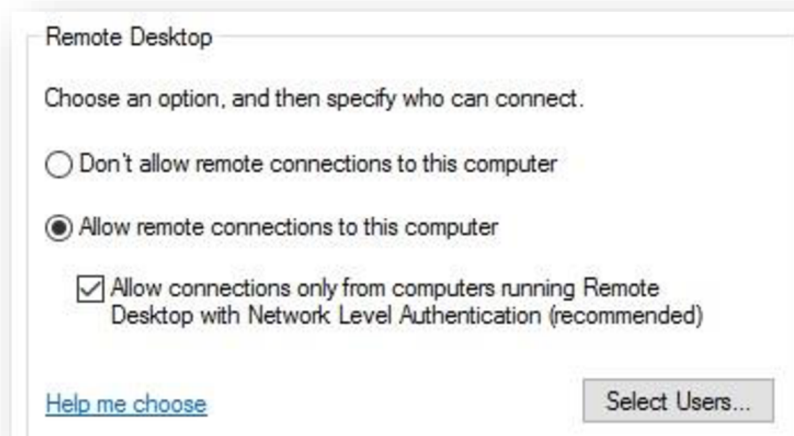 Remote Desktop
Choose an option, and then specify who can connect.
Don't allow remote connections to this computer
Allow remote connections to this computer
Allow connections only from computers running Remote
Desktop with Network Level Authentication (recommended)
Help me choose
Select Users...